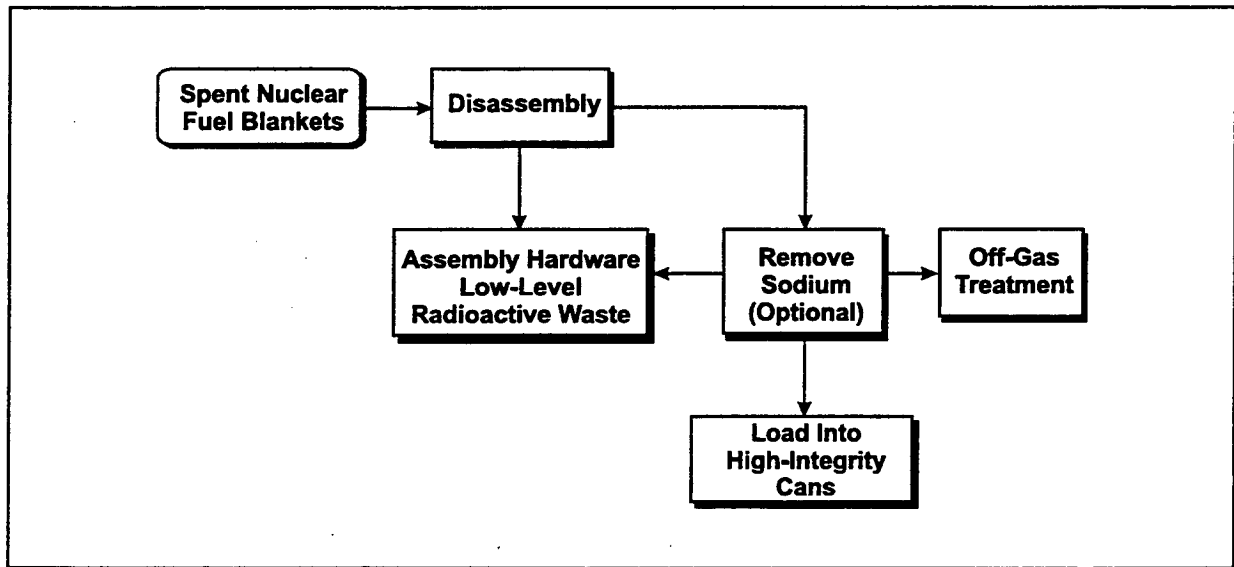 Spent Nuclear
Fuel Blankets
Disassembly
Assembly Hardware
Low-Level
Radioactive Waste
Remove
Sodium
(Optional)
Off-Gas
Treatment
Load Into
High-Integrity
Cans